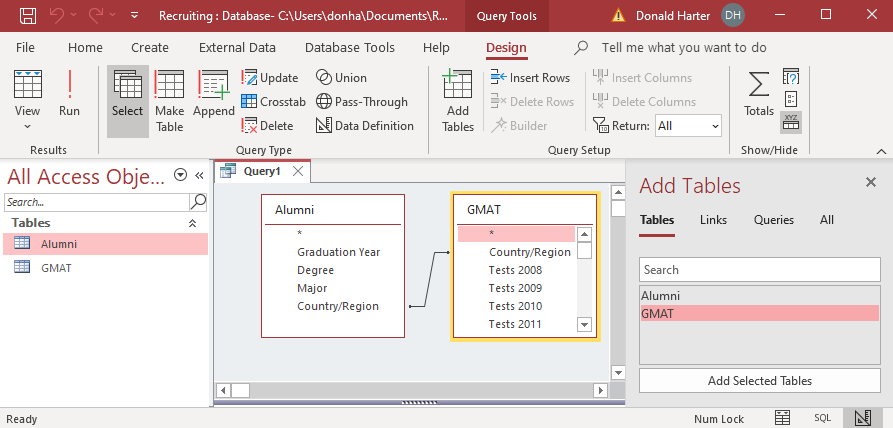 Recruiting : Database- C:\Users\donha\Documents\R...
Query Tools
Donald Harter
DH
File Home Create External Data Database Tools Help Design Tell me what you want to do
View
Run
Results
Select
Make Table
Append
Update
Crosstab
Delete
Union
Pass-Through
Data Definition
Query Type
Add Tables
Insert Rows
Delete Rows
Builder
Insert Columns
Delete Columns
Return: All
Query Setup
Totals
XYZ
Show/Hide
All Access Obje...
Search...
Tables
Alumni
GMAT
Query1
Alumni
*
Graduation Year
Degree
Major
Country/Region
GMAT
*
Country/Region
Tests 2008
Tests 2009
Tests 2010
Tests 2011
Add Tables
Tables Links Queries All
Search
Alumni
GMAT
Add Selected Tables
Ready
Num Lock
SQL